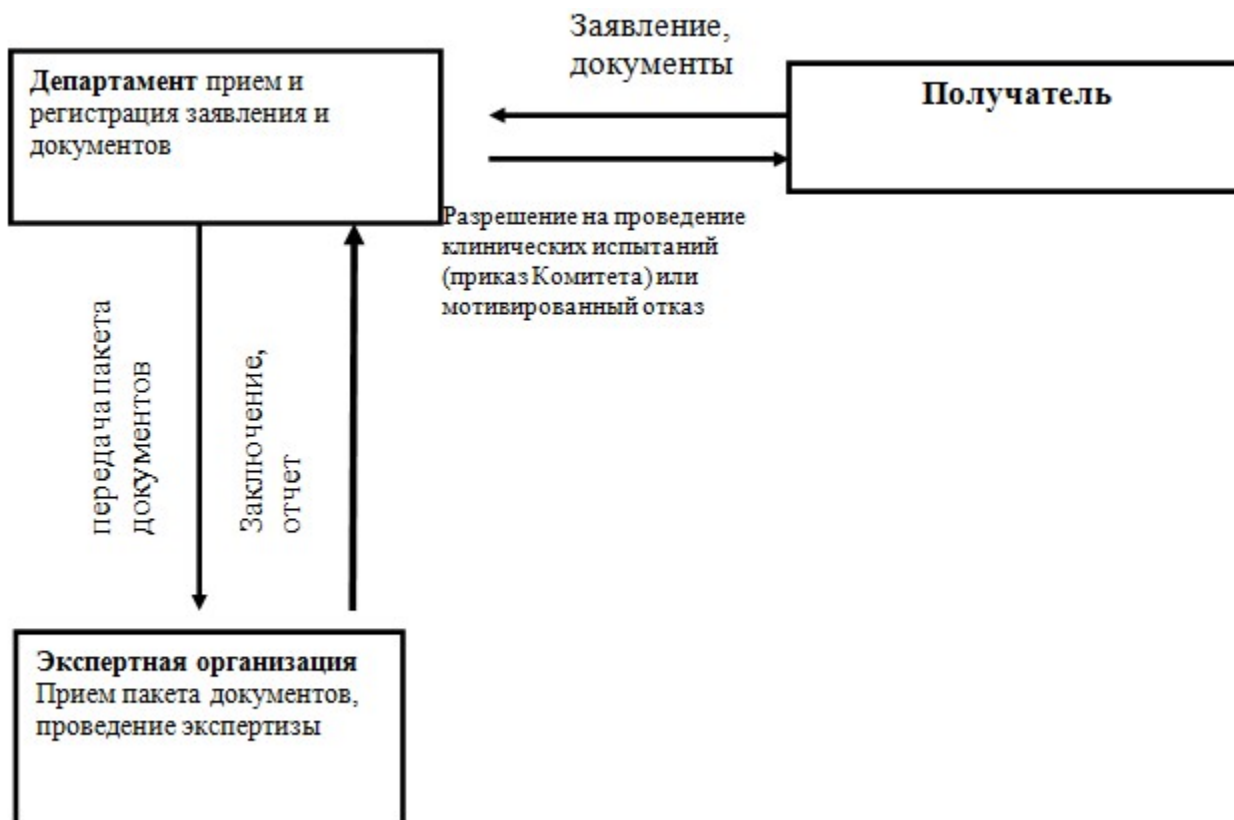 Заявление,
документы
Департамент прием и
регистрация заявления и
документов
Получатель
Разрешение на проведение
клинических испытаний
(приказ Комитета) или
мотивированный отказ
передача пакета
документов
Заключение,
отчет
Экспертная организация
Прием пакета документов,
проведение экспертизы